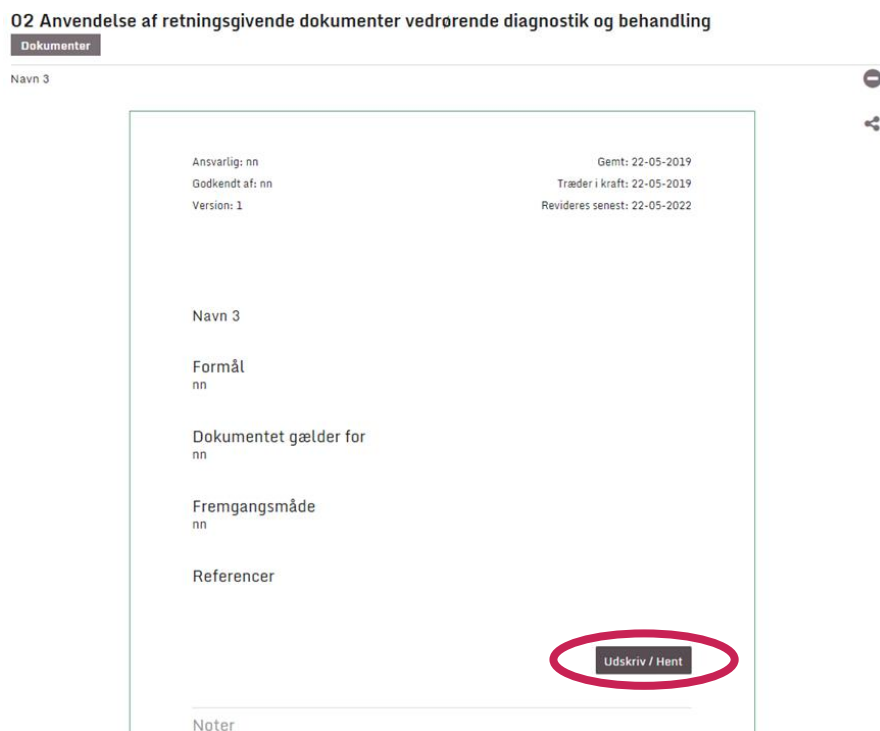 02 Anvendelse af retningsgivende dokumenter vedrørende diagnostik og behandling
Dokumenter
Navn 3
Ansvarlig: nn
Gemt: 22-05-2019
Godkendt af: nn
Træder i kraft: 22-05-2019
Version: 1
Revideres senest: 22-05-2022
Navn 3
Formål
nn
Dokumentet gælder for
nn
Fremgangsmåde
nn
Referencer
Udskriv / Hent
Noter